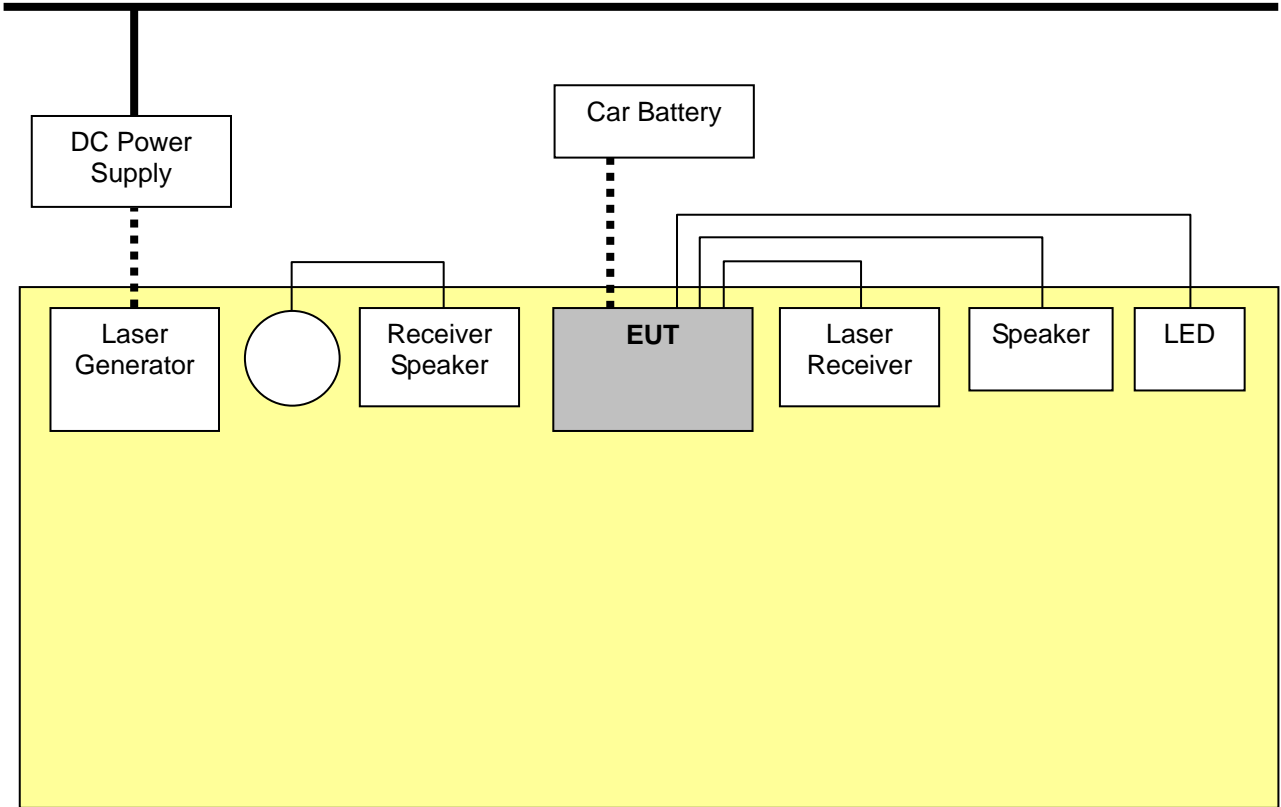 DC Power
Supply
Car Battery
Laser
Generator
Receiver
Speaker
EUT
Laser
Receiver
Speaker
LED